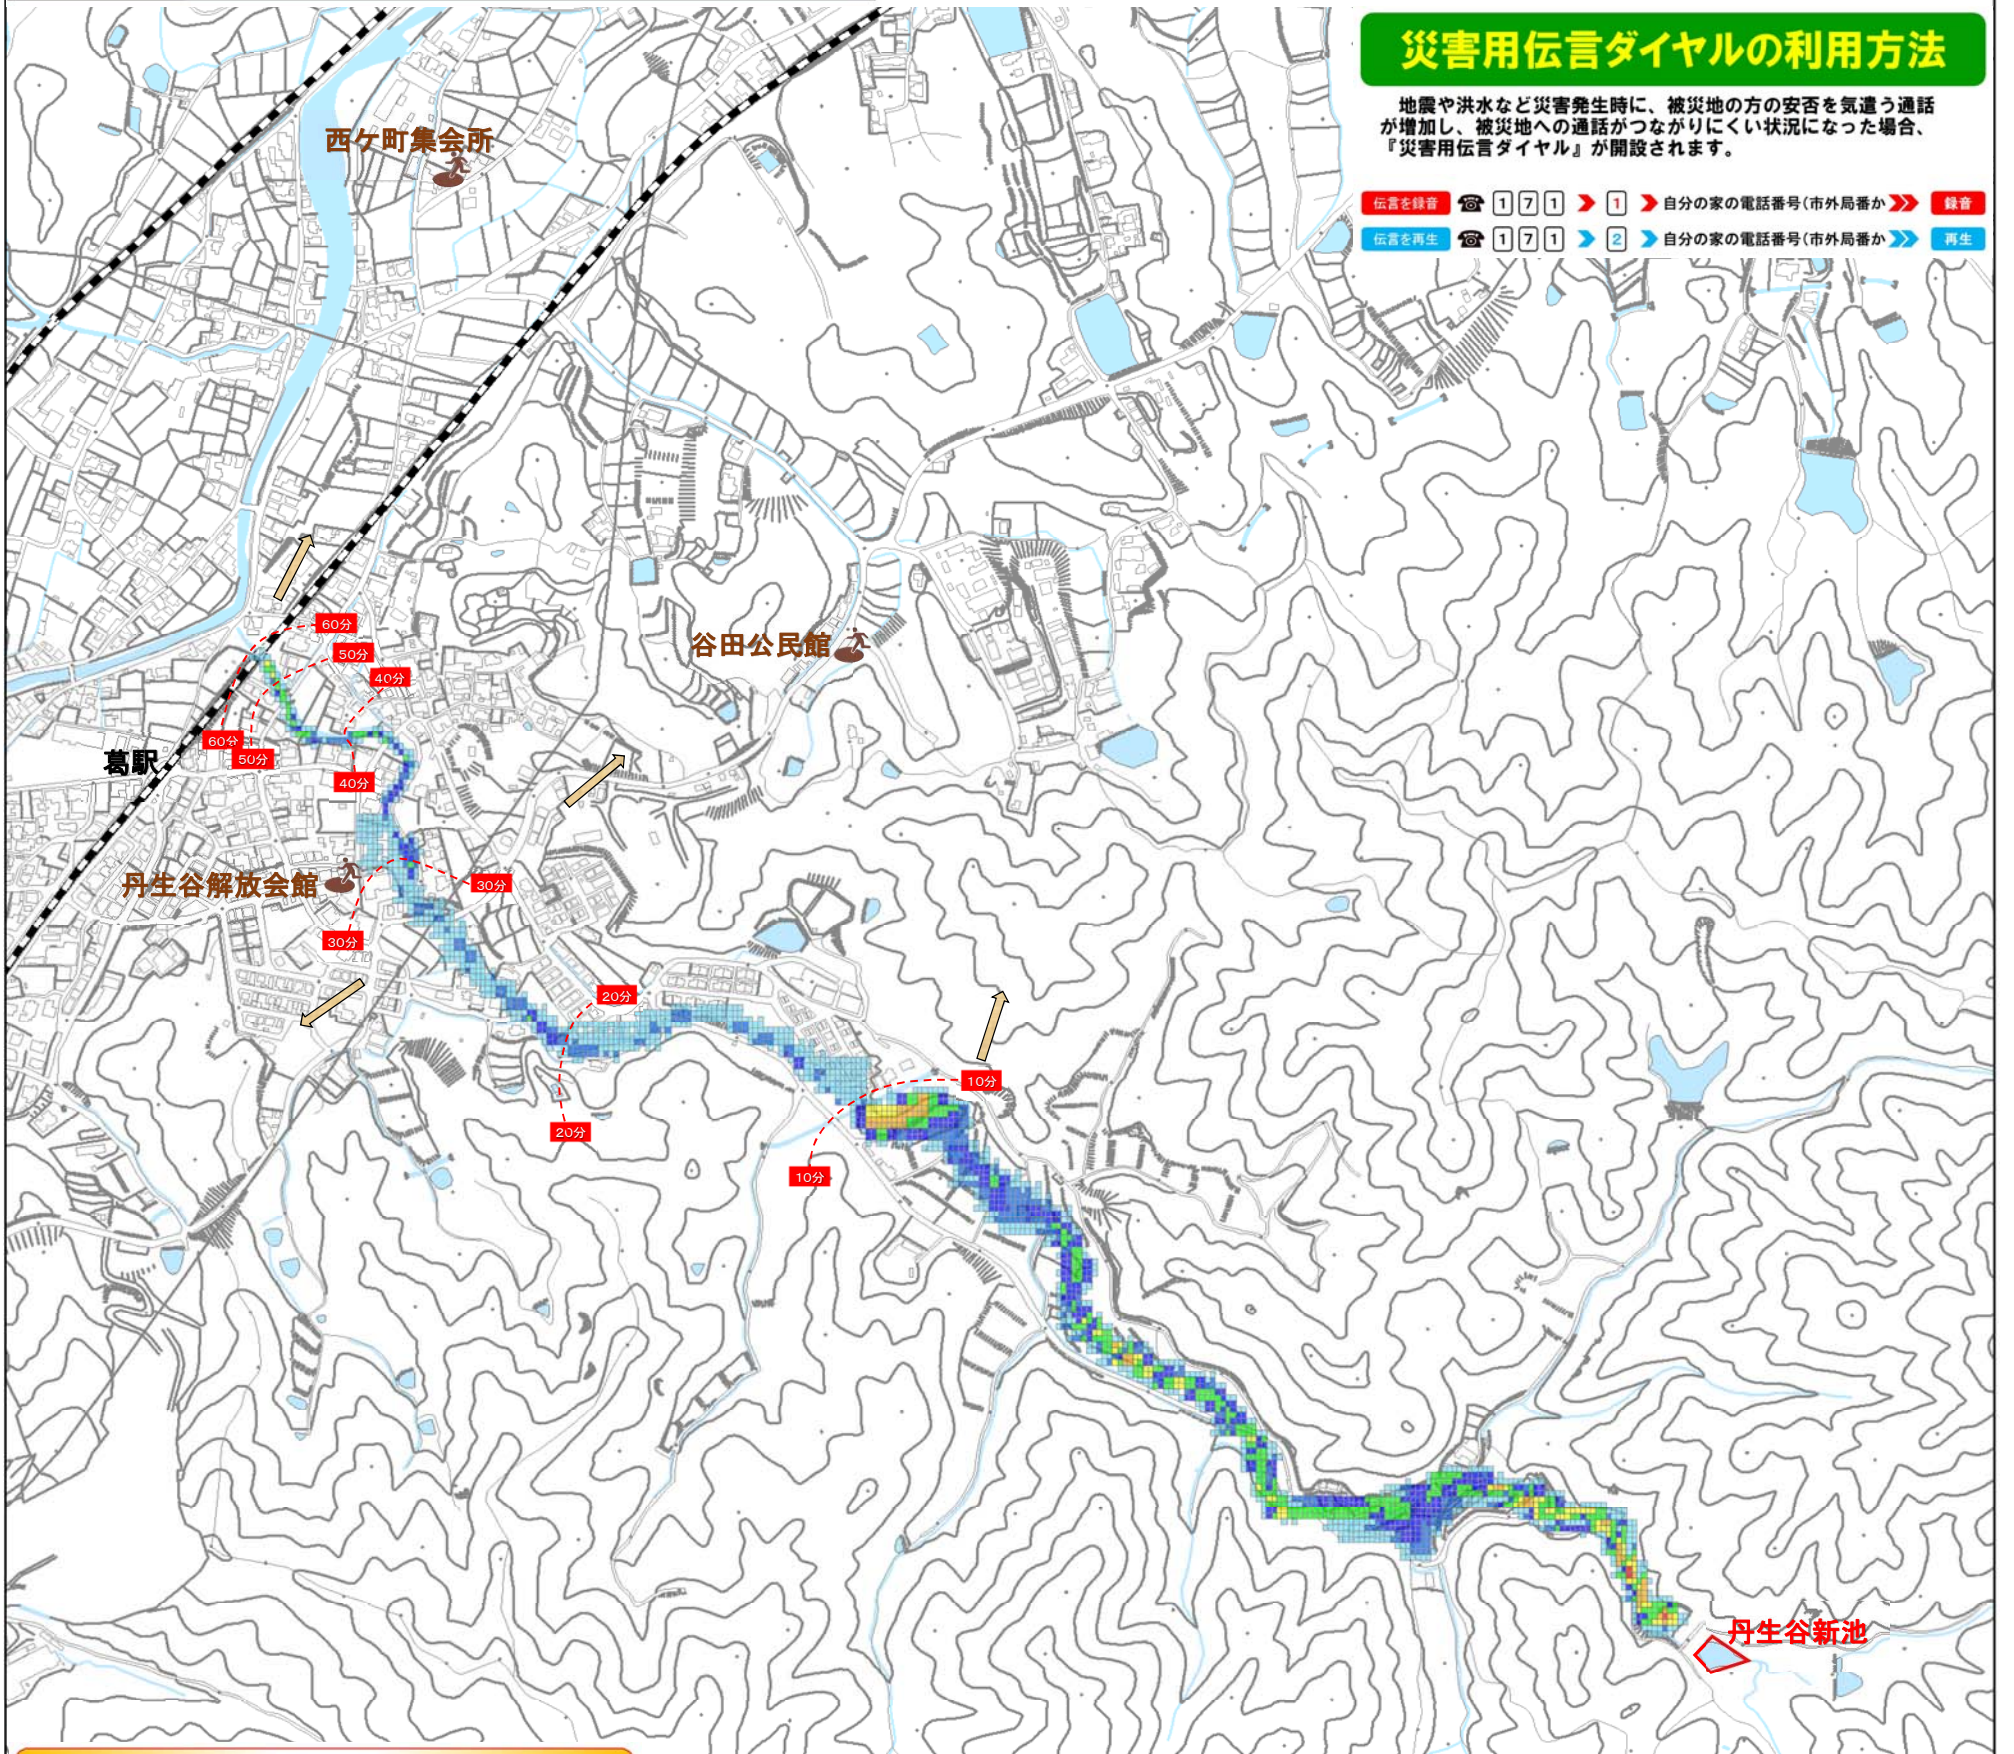 災害用伝言ダイヤルの利用方法
地震や洪水など災害発生時に、被災地の方の安否を気遣う通話
が増加し、被災地への通話がつながりにくい状況になった場合、
『災害用伝言ダイヤル』が開設されます。
伝言を録音 171 1 自分の家の電話番号(市外局番か 録音
伝言を再生 171 2 自分の家の電話番号(市外局番か 再生
西ケ町集会所
60分
50分
谷田公民館
40分
60分
50分
葛駅
40分
丹生谷解放会館
30分
30分
20分
10分
20分
10分
丹生谷新池